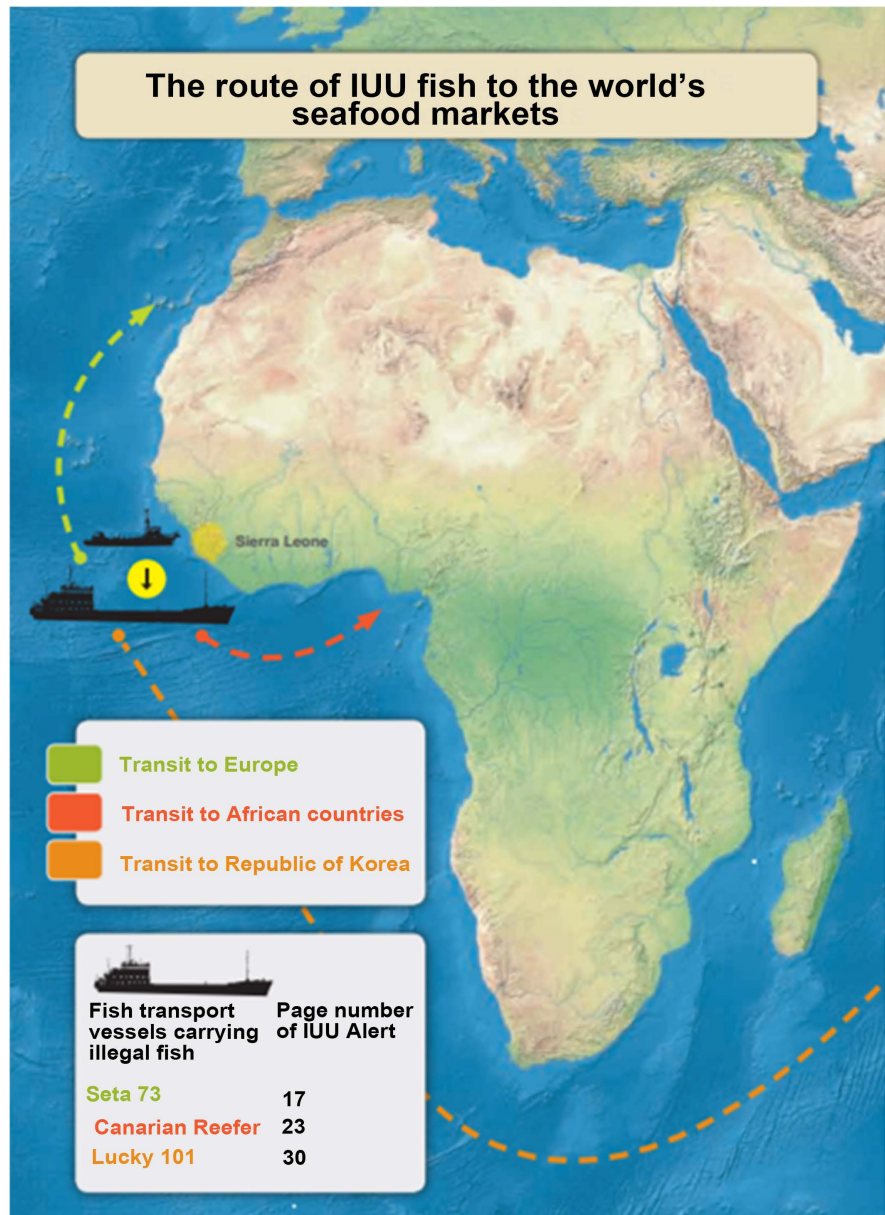 The route of IUU fish to the world's
seafood markets
Sierra Leone
Transit to Europe
Transit to African countries
Transit to Republic of Korea
Fish transport
vessels carrying
illegal fish
Page number
of IUU Alert
Seta 73 17
Canarian Reefer 23
Lucky 101 30